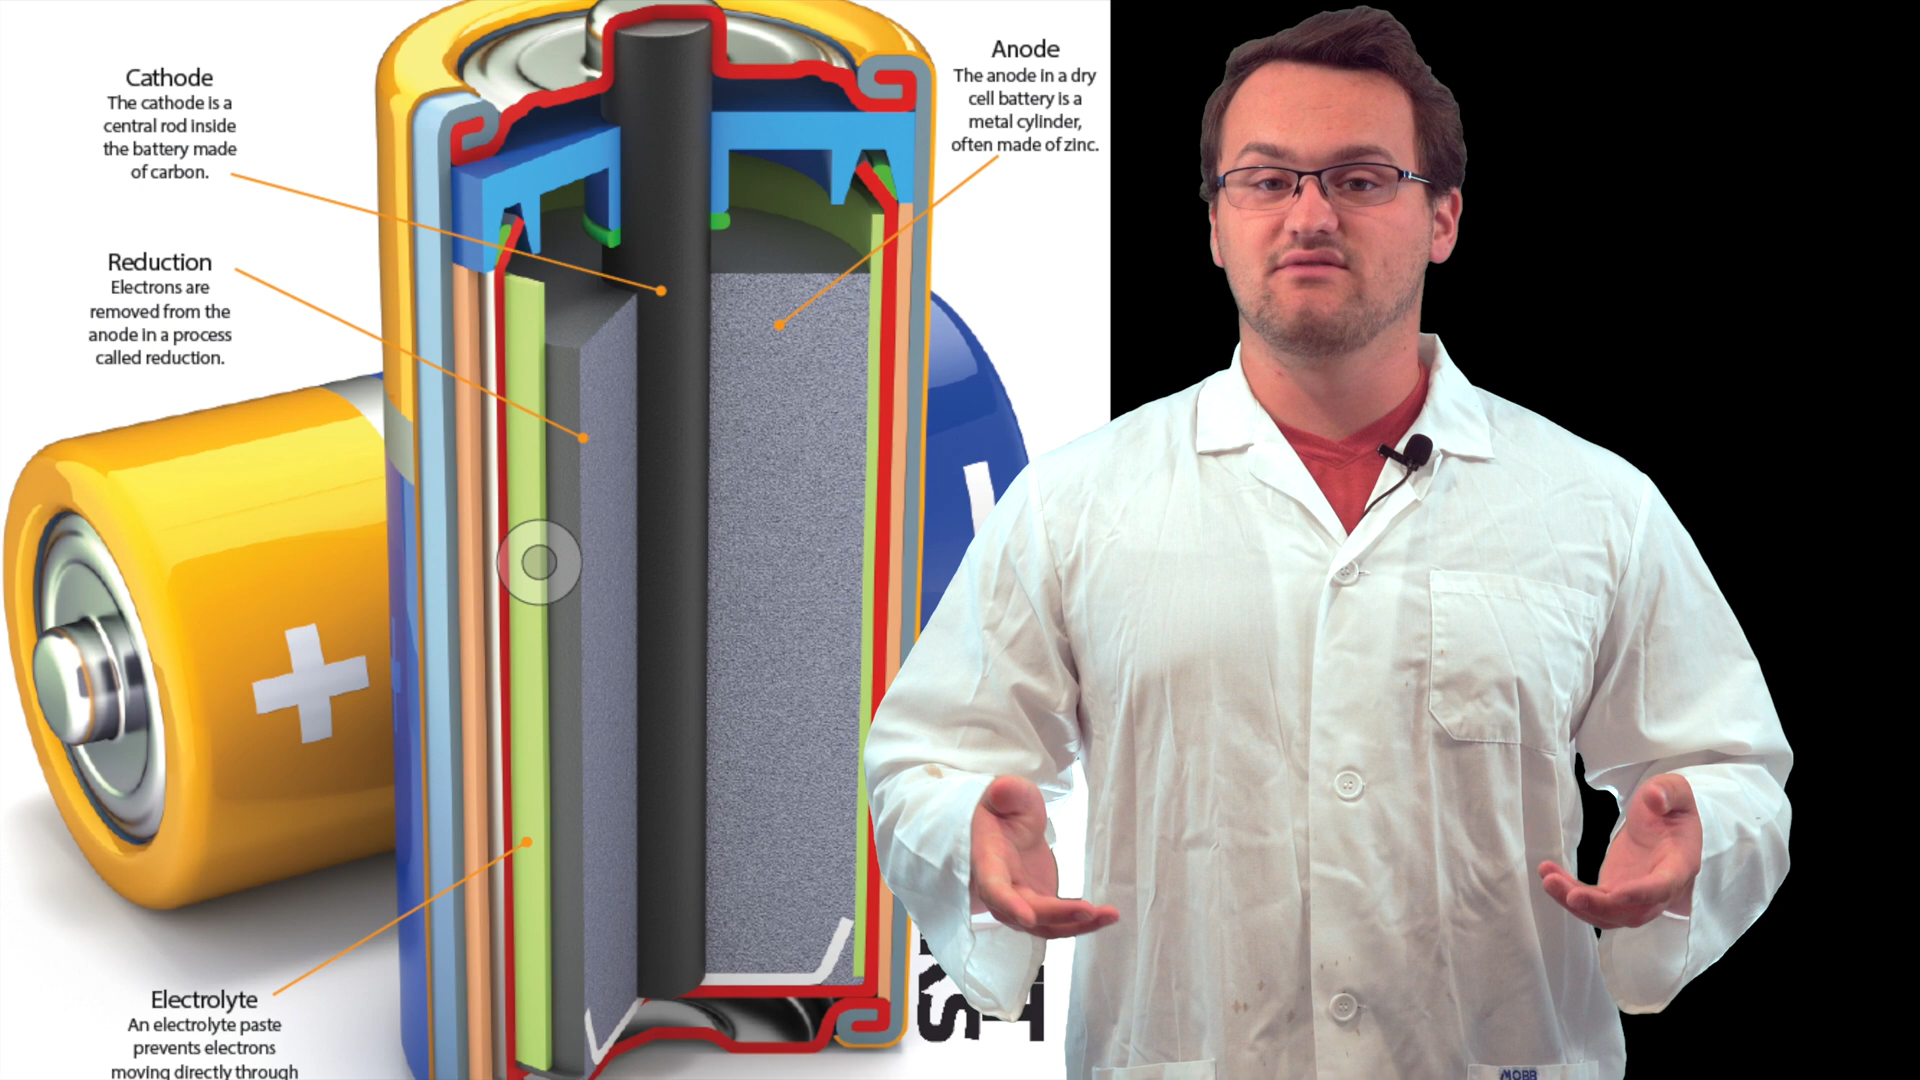 Cathode
The cathode is a
central rod inside
the battery made
of carbon.
Reduction
Electrons are
removed from the
anode in a process
called reduction.
Electrolyte
An electrolyte paste
prevents electrons
moving directly through
Anode
The anode in a dry
cell battery is a
metal cylinder,
often made of zinc.
MOBB